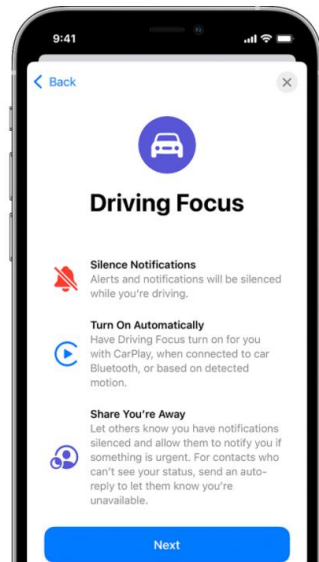 9:41
Back
Driving Focus
Silence Notifications
Alerts and notifications will be silenced
while you're driving.
Turn On Automatically
Have Driving Focus turn on for you
with CarPlay, when connected to car
Bluetooth, or based on detected
motion.
Share You're Away
Let others know you have notifications
silenced and allow them to notify you if
something is urgent. For contacts who
can't see your status, send an auto-
reply to let them know you're
unavailable.
Next